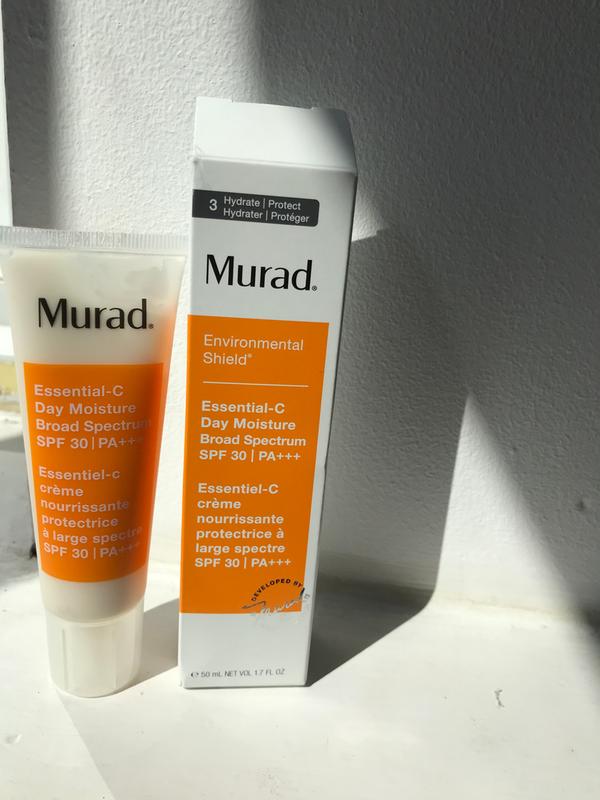 Murad.
Essential-C
Day Moisture
Broad Spectrum
SPF 30 | PA+++
Essentiel-c
crème
nourrissante
protectrice
à large spectre
SPF 30 | PA+++
3 Hydrate | Protect
Hydrater | Protéger
Murad®
Environmental
Shield®
Essential-C
Day Moisture
Broad Spectrum
SPF 30 | PA+++
Essentiel-C
crème
nourrissante
protectrice à
large spectre
SPF 30 | PA+++
DEVELOPED BY
℮ 50 mL NET VOL 1.7 FL OZ